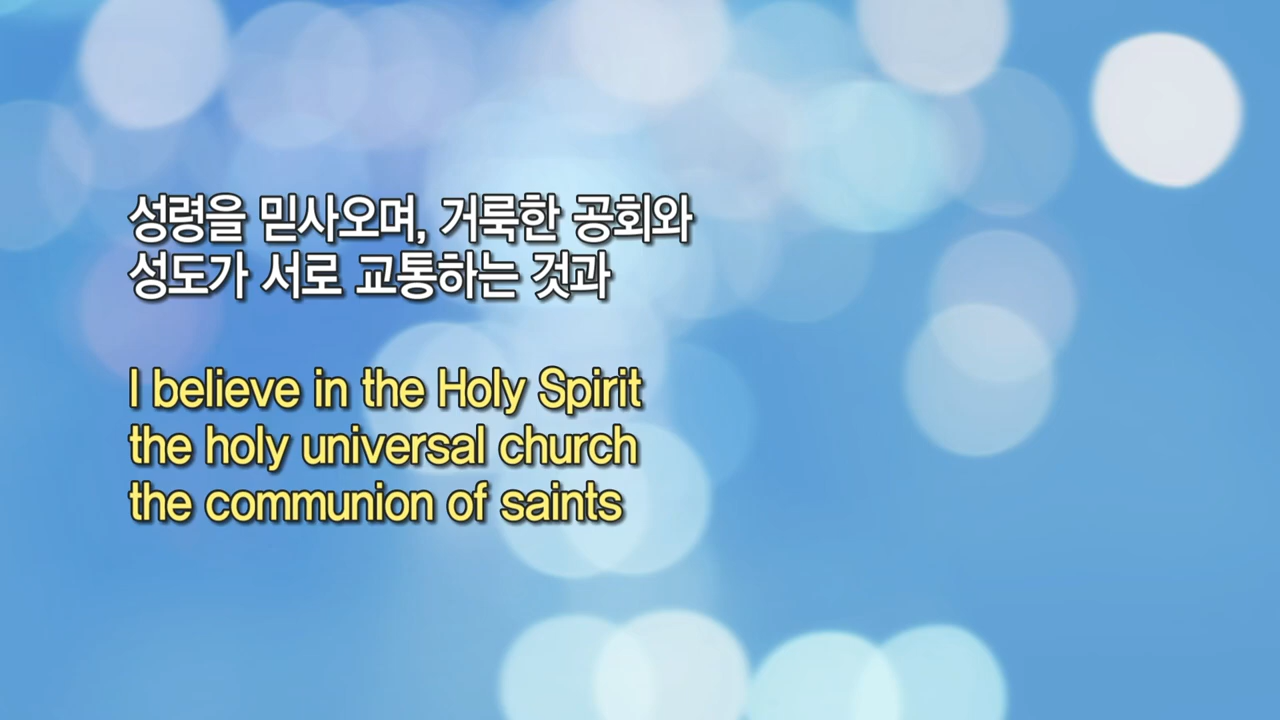 성령을 믿사오며, 거룩한 공회와
성도가 서로 교통하는 것과
I believe in the Holy Spirit
the holy universal church
the communion of saints